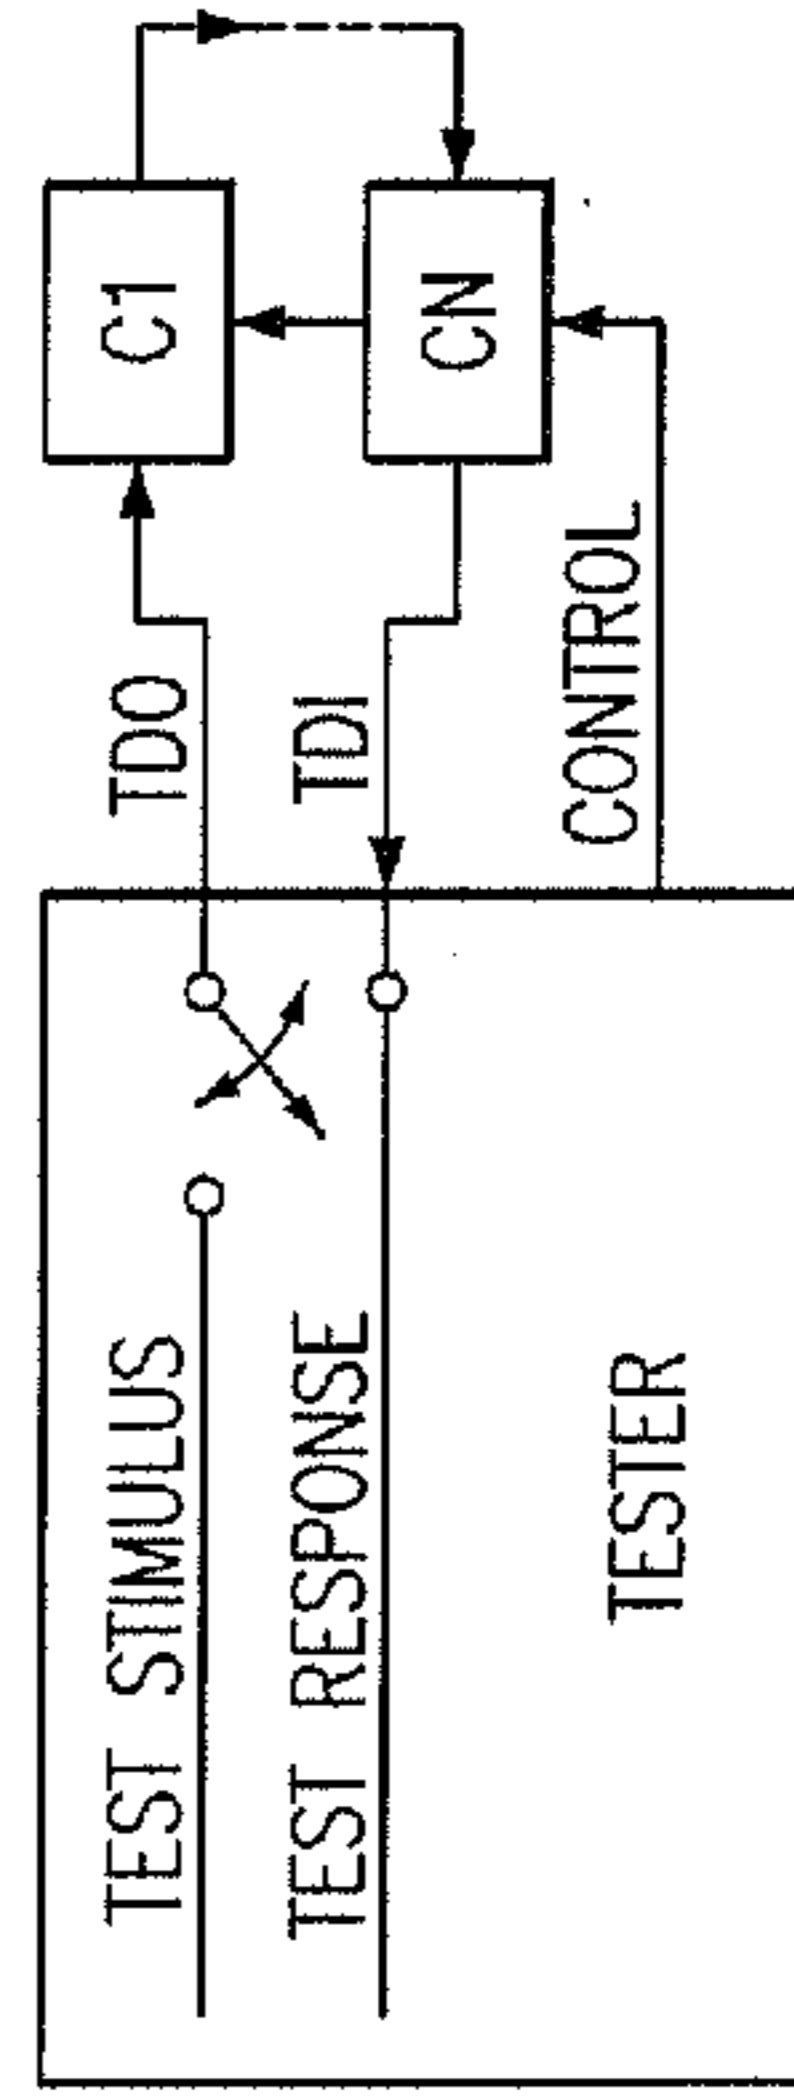 TEST STIMULUS
TDO
C1
TEST RESPONSE
TDI
CN
CONTROL
TESTER